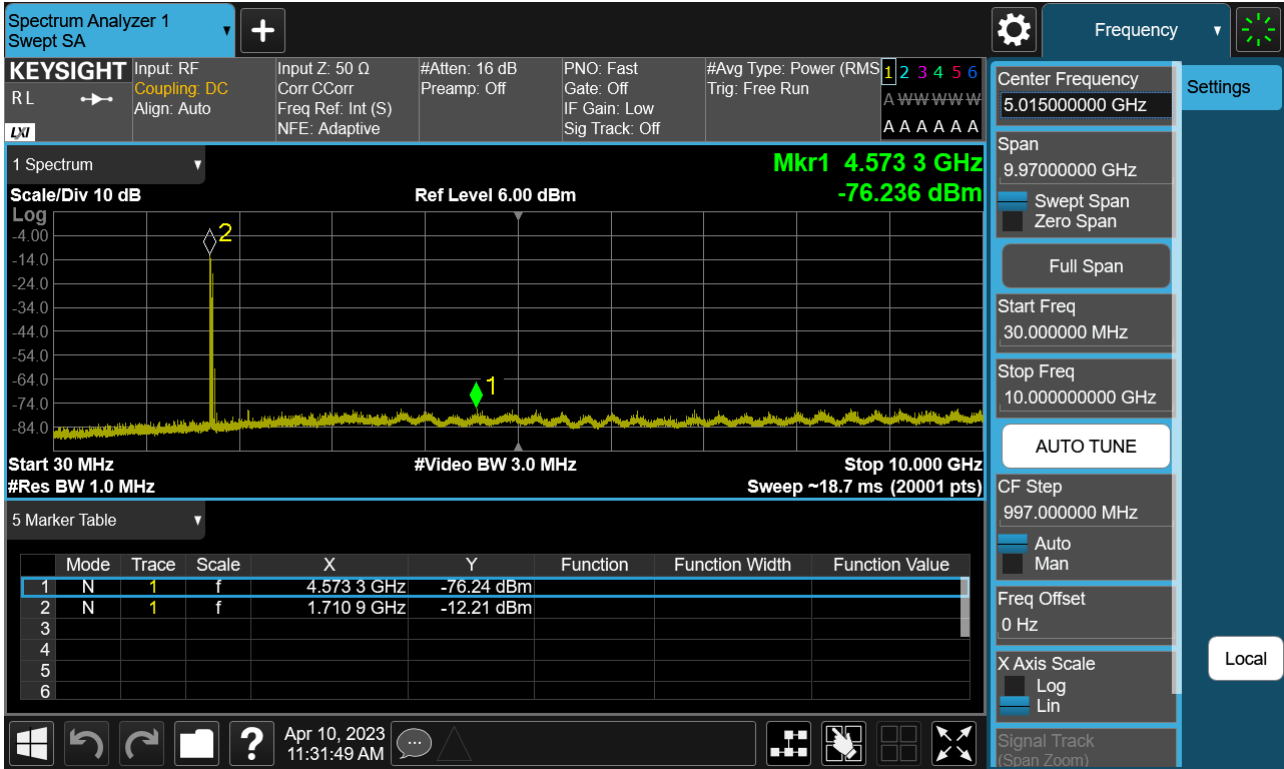 Spectrum Analyzer 1
Swept SA
Frequency
KEYSIGHT
R L
LXI
Input: RF
Coupling: DC
Align: Auto
Input Z: 50 Ω
Corr CCorr
Freq Ref: Int (S)
NFE: Adaptive
#Atten: 16 dB
Preamp: Off
PNO: Fast
Gate: Off
IF Gain: Low
Sig Track: Off
#Avg Type: Power (RMS
Trig: Free Run
1 2 3 4 5 6
A W W W W W
A A A A A A
1 Spectrum
Mkr1 4.573 3 GHz
-76.236 dBm
Scale/Div 10 dB
Ref Level 6.00 dBm
Log
-4.00
-14.0
-24.0
-34.0
-44.0
-54.0
-64.0
-74.0
-84.0
2
1
Start 30 MHz
#Video BW 3.0 MHz
Stop 10.000 GHz
#Res BW 1.0 MHz
Sweep ~18.7 ms (20001 pts)
5 Marker Table
Mode Trace Scale X Y Function Function Width Function Value
1 N 1 f 4.573 3 GHz -76.24 dBm
2 N 1 f 1.710 9 GHz -12.21 dBm
3
4
5
6
Apr 10, 2023
11:31:49 AM
?
Center Frequency
5.015000000 GHz
Span
9.97000000 GHz
Swept Span
Zero Span
Full Span
Start Freq
30.000000 MHz
Stop Freq
10.000000000 GHz
AUTO TUNE
CF Step
997.000000 MHz
Auto
Man
Freq Offset
0 Hz
X Axis Scale
Log
Lin
Signal Track
(Span Zoom)
Settings
Local